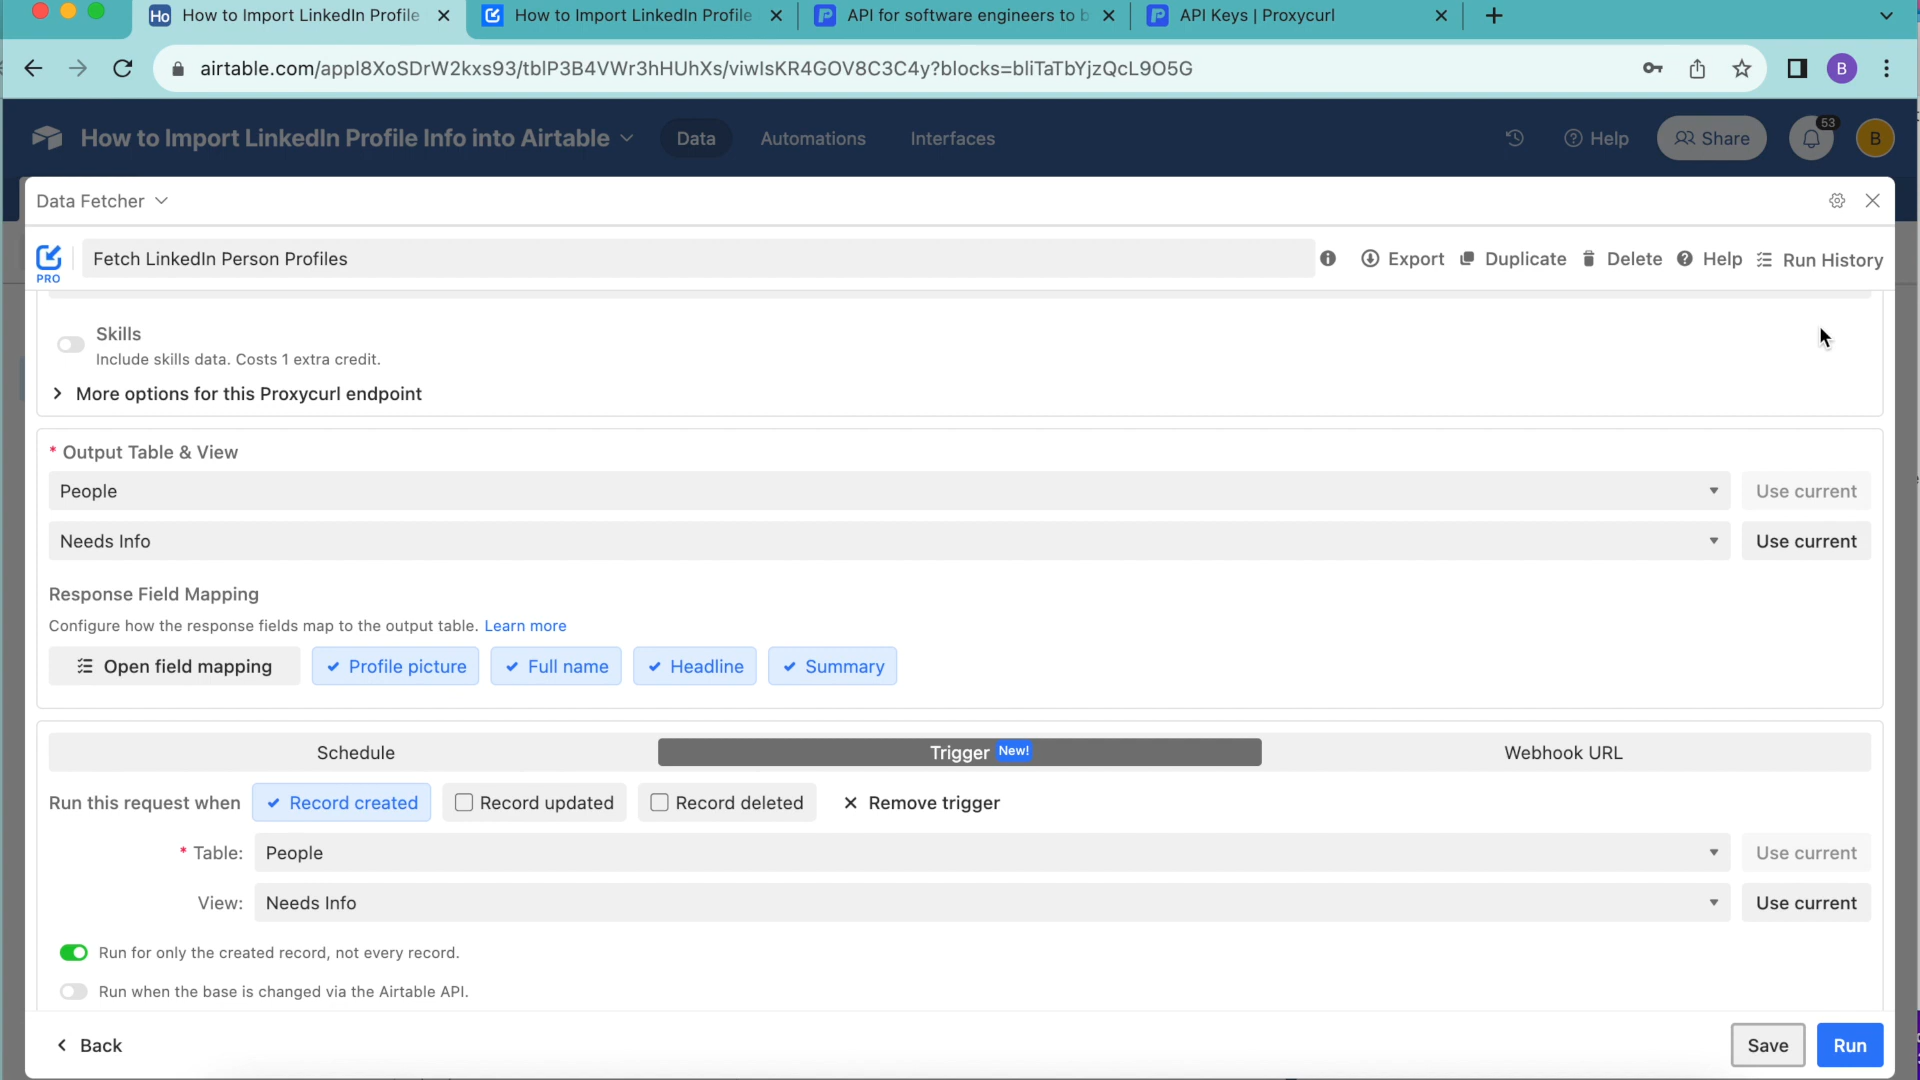 Ho How to Import LinkedIn Profile
How to Import LinkedIn Profile
API for software engineers to b
API Keys | Proxycurl
airtable.com/appl8XoSDrW2kxs93/tblP3B4VWr3hHUhXs/viwlsKR4GOV8C3C4y?blocks=bliTaTbYjzQcL9O5G
B
How to Import LinkedIn Profile Info into Airtable
Data
Automations
Interfaces
Help
Share
53
B
Data Fetcher
PRO
Fetch LinkedIn Person Profiles
Export
Duplicate
Delete
Help
Run History
Skills
Include skills data. Costs 1 extra credit.
More options for this Proxycurl endpoint
* Output Table & View
People
Use current
Needs Info
Use current
Response Field Mapping
Configure how the response fields map to the output table. Learn more
Open field mapping
Profile picture
Full name
Headline
Summary
Schedule
Trigger New!
Webhook URL
Run this request when
Record created
Record updated
Record deleted
Remove trigger
* Table:
People
Use current
View:
Needs Info
Use current
Run for only the created record, not every record.
Run when the base is changed via the Airtable API.
Back
Save
Run